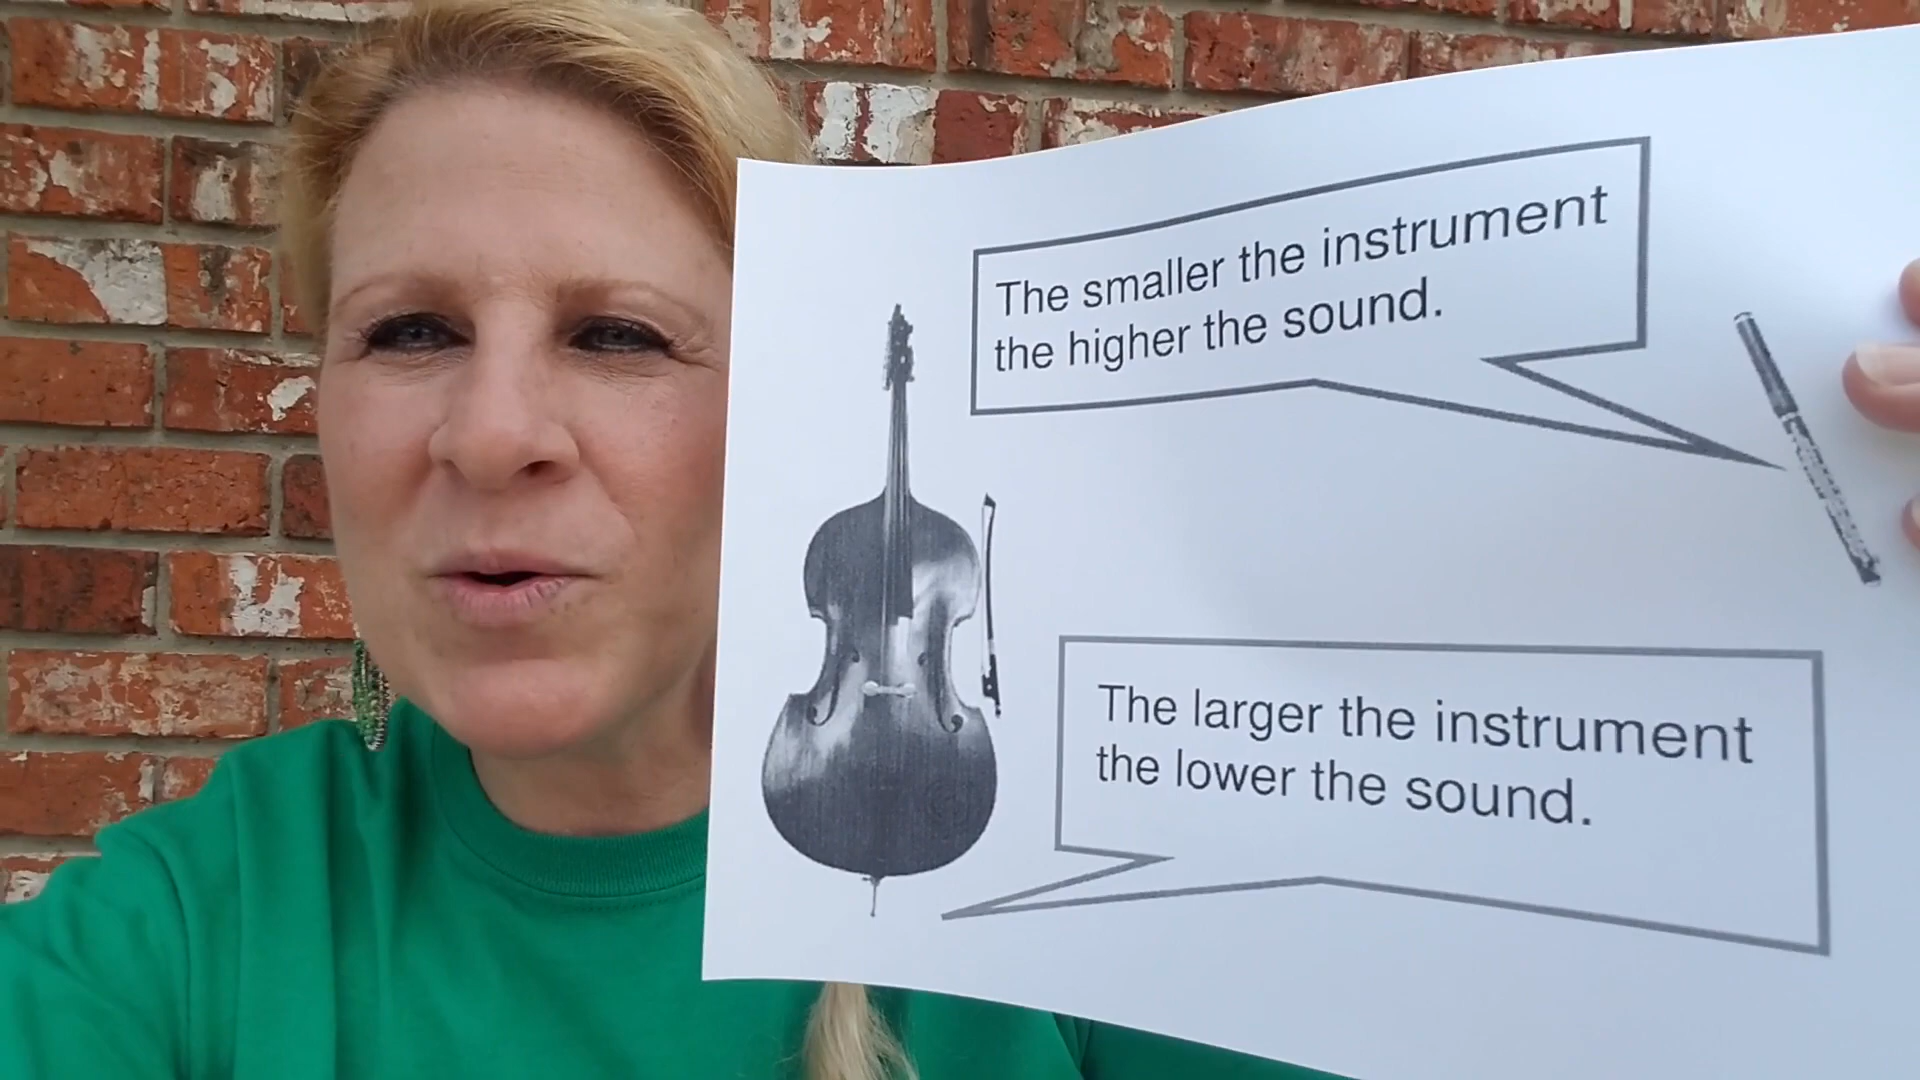 The smaller the instrument
the higher the sound.
The larger the instrument
the lower the sound.